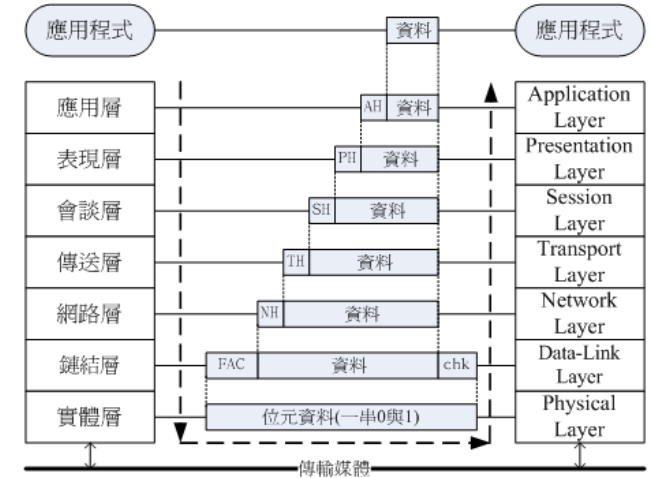 應用程式
資料
應用程式
應用層
AH
資料
Application
Layer
表現層
PH
資料
Presentation
Layer
會談層
SH
資料
Session
Layer
傳送層
TH
資料
Transport
Layer
網路層
NH
資料
Network
Layer
鏈結層
FAC
資料
chk
Data-Link
Layer
實體層
位元資料(一串0與1)
Physical
Layer
傳輸媒體